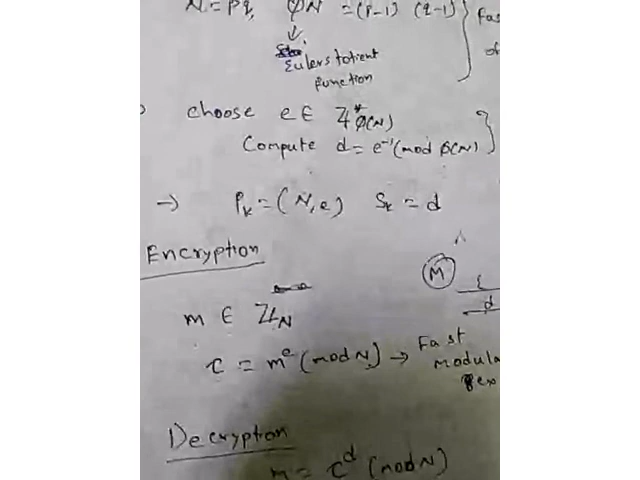 N = pq, φN = (p-1) (q-1)
Eulers totient
function
choose e ∈ ℤ*φ(N)
Compute d = e⁻¹ (mod φ(N))
→ Pk = (N, e) Sk = d
Encryption
M
m ∈ ℤN
d
c = mᵉ (mod N) → Fast
modula
Decryption
m = cᵈ (mod N)